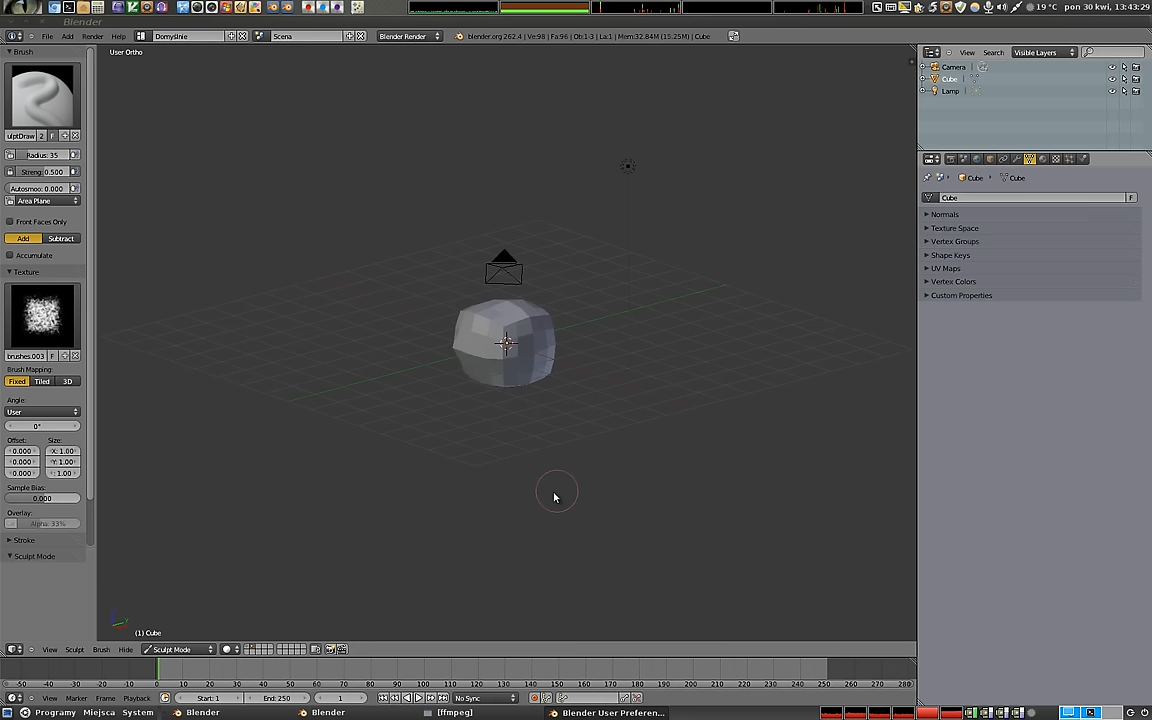 19 °C pon 30 kwi, 13:43:29
Blender
File Add Render Help Domyslnie Scena Blender Render blender.org 262.4 | Ve:98 | Fa:96 | Ob:1-3 | La:1 | Mem:32.84M (15.25M) | Cube
View Search Visible Layers
Brush
User Ortho
Camera
Cube
Lamp
ulptDraw 2 F
Radius: 35
Streng: 0.500
Autosmoo: 0.000
Area Plane
Front Faces Only
Add Subtract
Accumulate
Texture
brushes.003 F
Brush Mapping:
Fixed Tiled 3D
Angle:
User
0°
Offset: Size:
0.000 X: 1.00
0.000 Y: 1.00
0.000 : 1.00
Sample Bias:
0.000
Overlay:
Alpha: 33%
Stroke
Sculpt Mode
Cube Cube
Cube F
Normals
Texture Space
Vertex Groups
Shape Keys
UV Maps
Vertex Colors
Custom Properties
(1) Cube
View Sculpt Brush Hide Sculpt Mode
-50 -40 -30 -20 -10 0 10 20 30 40 50 60 70 80 90 100 110 120 130 140 150 160 170 180 190 200 210 220 230 240 250 260 270 280
View Marker Frame Playback Start: 1 End: 250 1 No Sync
Programy Miejsca System Blender Blender [ffmpeg] Blender User Preferen...